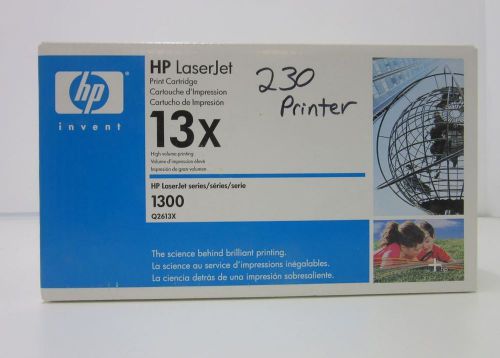 HP LaserJet
Print Cartridge
Cartouche d'Impression
Cartucho de Impresión
230
Printer
hp
invent
13x
High volume printing
Volume d'impression élevé
Impresión de gran volumen
HP LaserJet series/séries/serie
1300
Q2613X
The science behind brilliant printing.
La science au service d'impressions inégalables.
La ciencia detrás de una impresión sobresaliente.